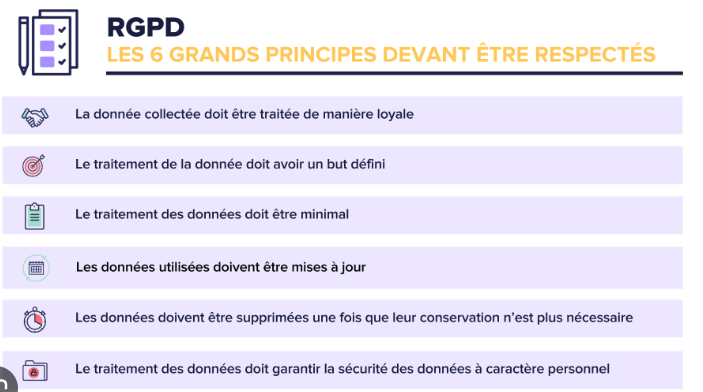 RGPD
LES 6 GRANDS PRINCIPES DEVANT ÊTRE RESPECTÉS
La donnée collectée doit être traitée de manière loyale
Le traitement de la donnée doit avoir un but défini
Le traitement des données doit être minimal
Les données utilisées doivent être mises à jour
Les données doivent être supprimées une fois que leur conservation n'est plus nécessaire
Le traitement des données doit garantir la sécurité des données à caractère personnel